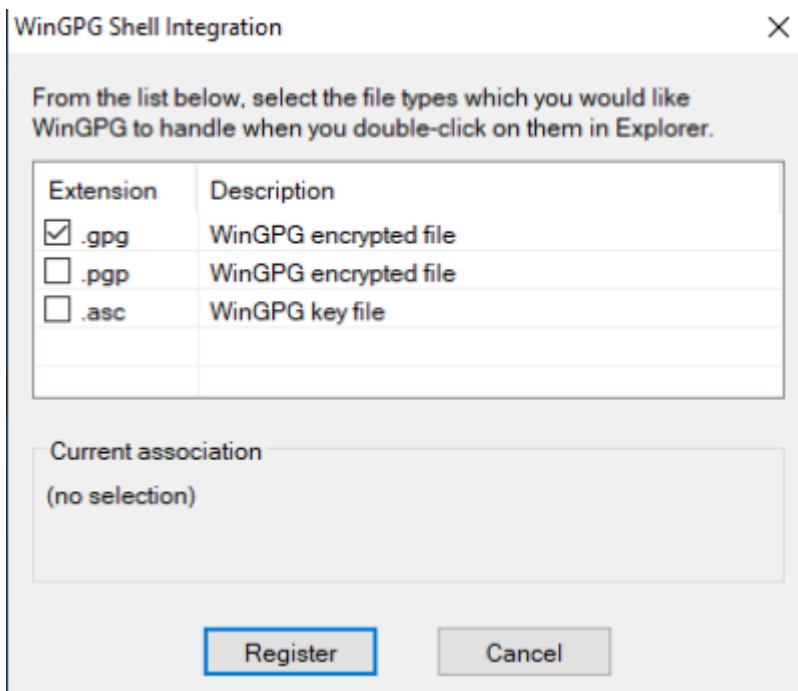 WinGPG Shell Integration
From the list below, select the file types which you would like
WinGPG to handle when you double-click on them in Explorer.
Extension Description
.gpg WinGPG encrypted file
.pgp WinGPG encrypted file
.asc WinGPG key file
Current association
(no selection)
Register Cancel